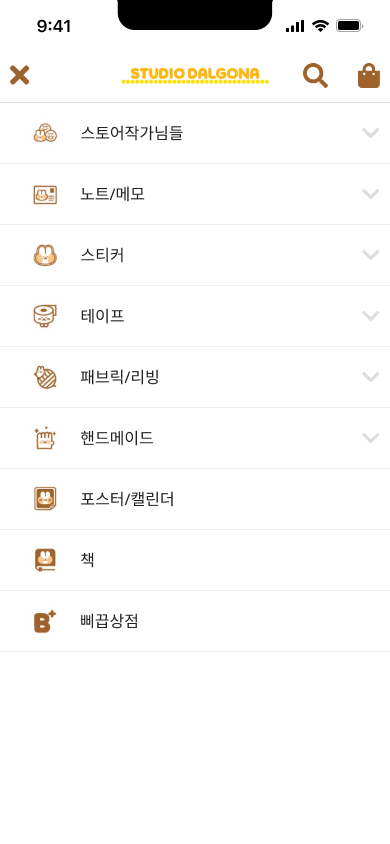 9:41
STUDIO DALGONA
스토어작가님들
노트/메모
스티커
테이프
패브릭/리빙
핸드메이드
포스터/캘린더
책
B
삐끕상점